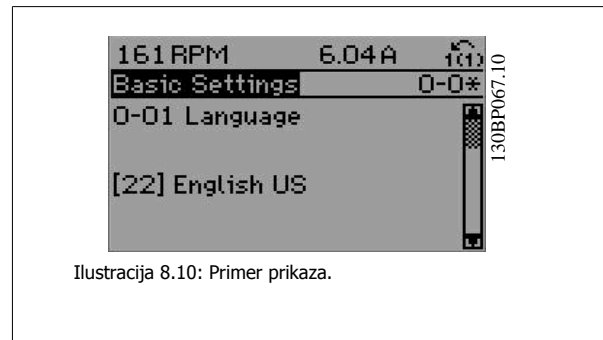 161 RPM 6.04 A 1(1)
Basic Settings 0-0*
0-01 Language
[22] English US
130BP067.10
Ilustracija 8.10: Primer prikaza.